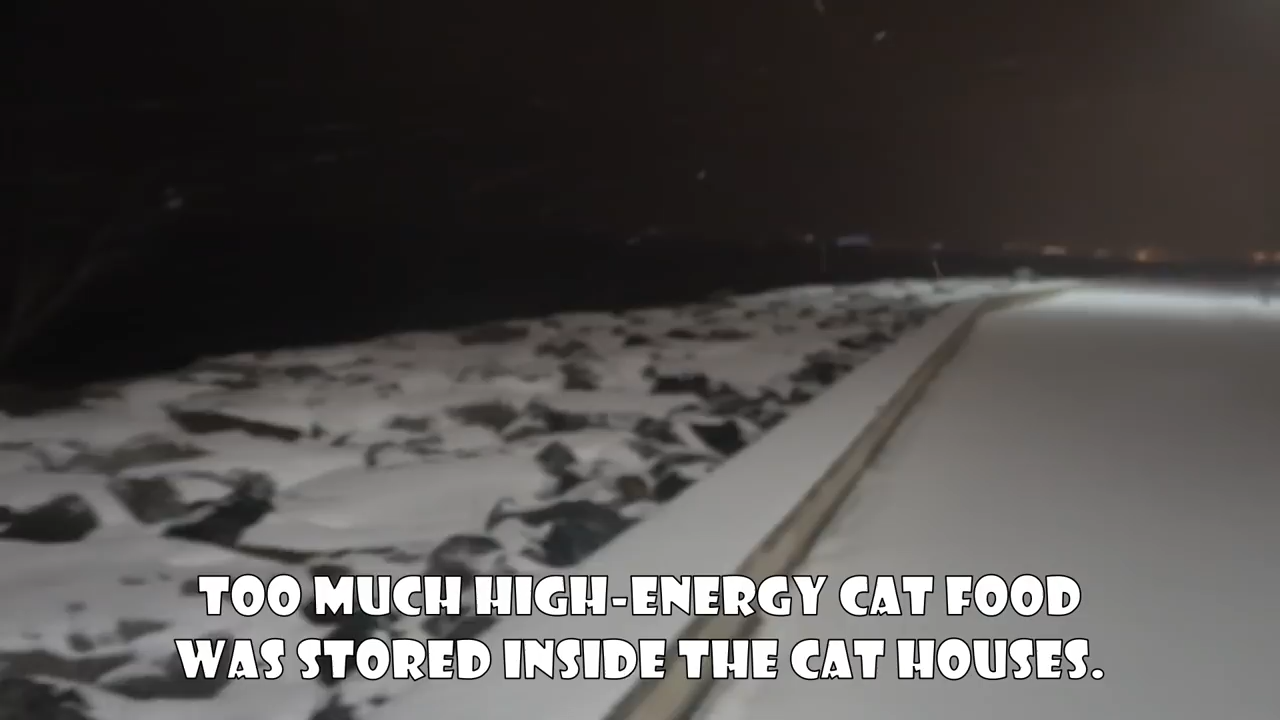 TOO MUCH HIGH-ENERGY CAT FOOD
WAS STORED INSIDE THE CAT HOUSES.